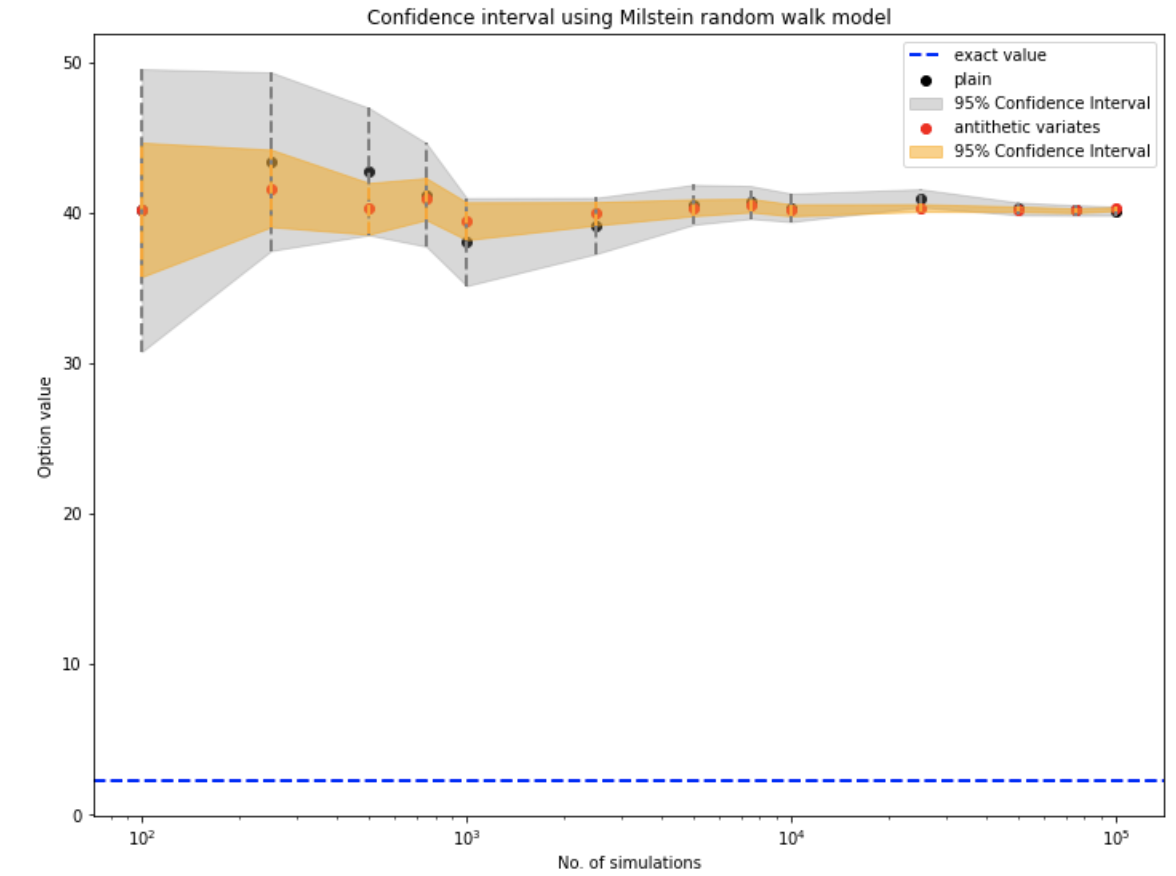 Confidence interval using Milstein random walk model
exact value
plain
95% Confidence Interval
antithetic variates
95% Confidence Interval
50
40
30
20
10
0
Option value
10²
10³
10⁴
10⁵
No. of simulations